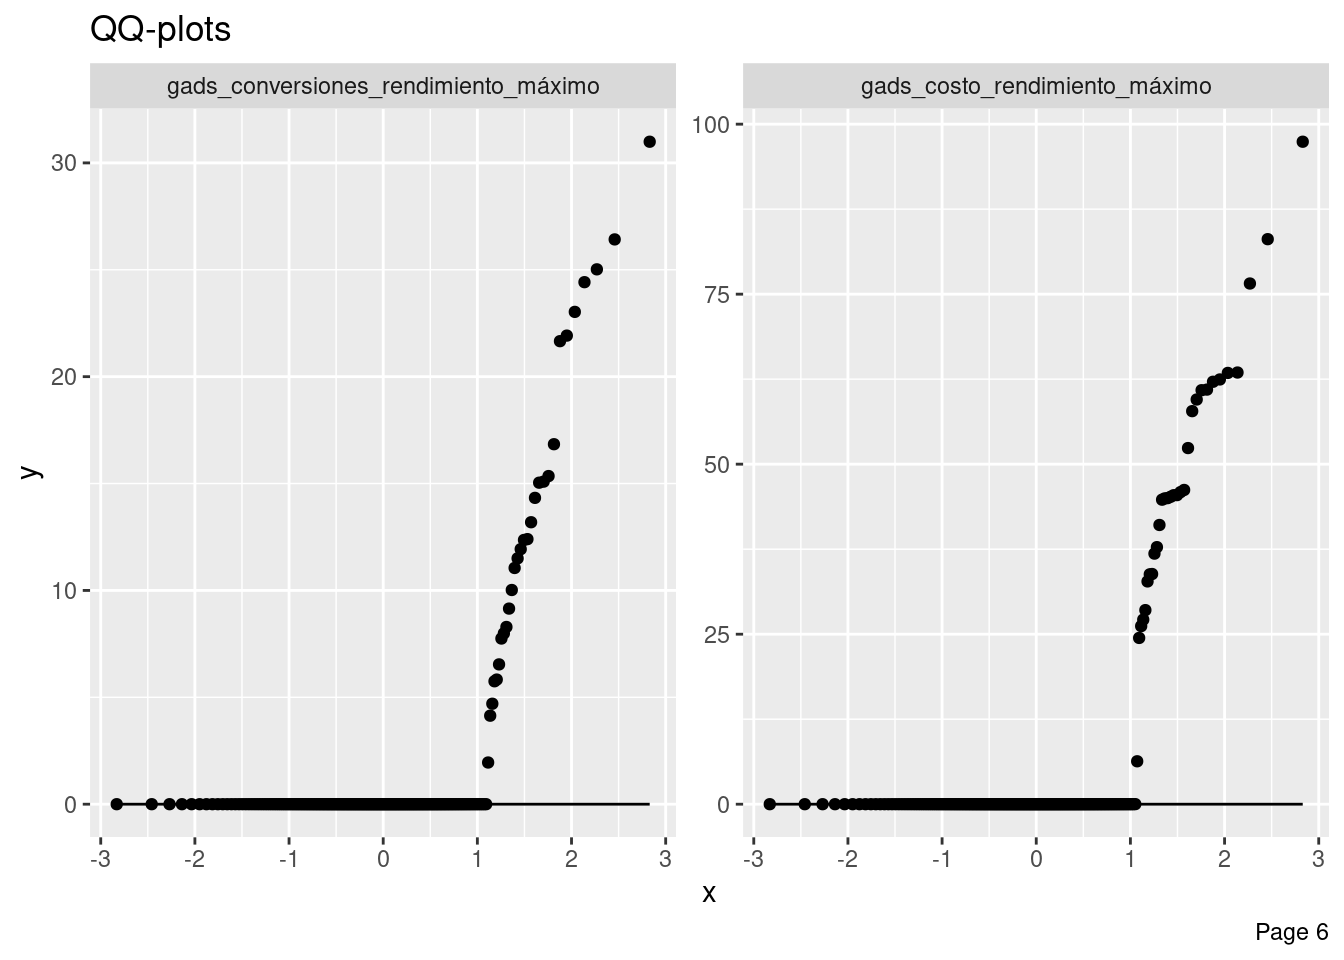 QQ-plots
gads_conversiones_rendimiento_máximo
gads_costo_rendimiento_máximo
y
30
20
10
0
100
75
50
25
0
-3 -2 -1 0 1 2 3
-3 -2 -1 0 1 2 3
x
Page 6